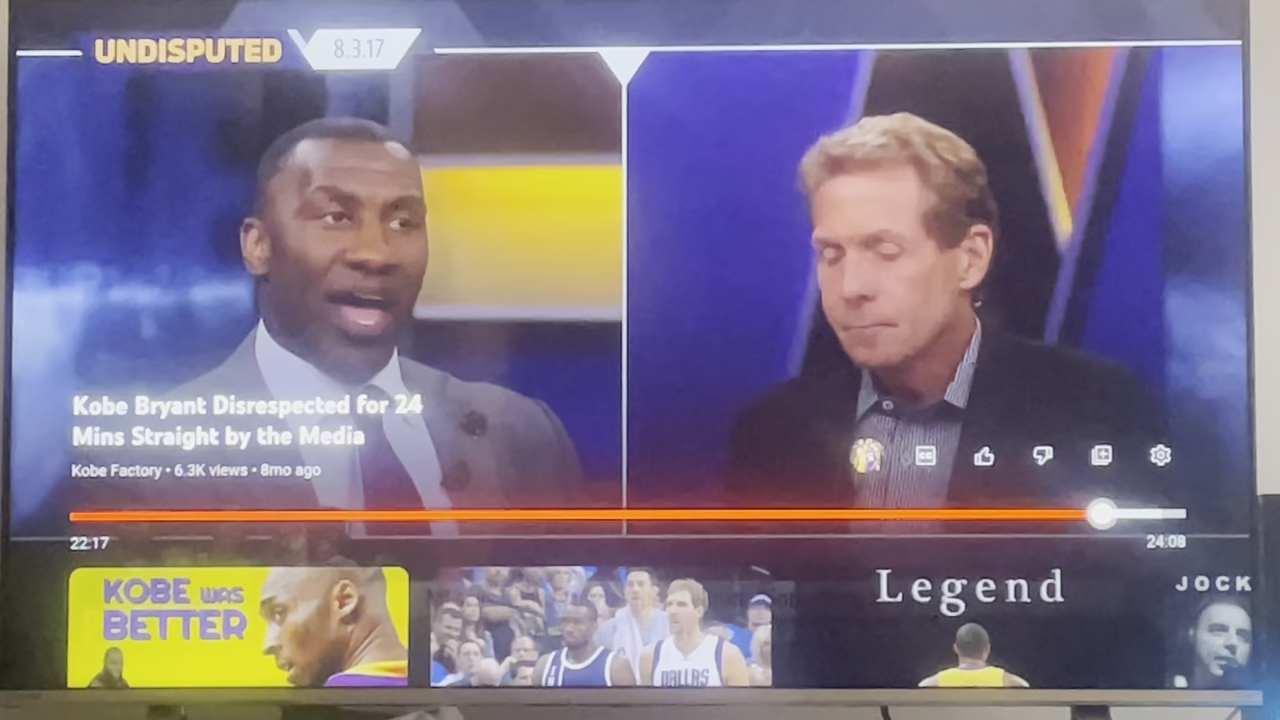 UNDISPUTED 8.3.17
Kobe Bryant Disrespected for 24
Mins Straight by the Media
Kobe Factory • 6.3K views • 8mo ago
CC
22:17 24:08
KOBE WAS
BETTER
DALLAS
Legend
JOCK